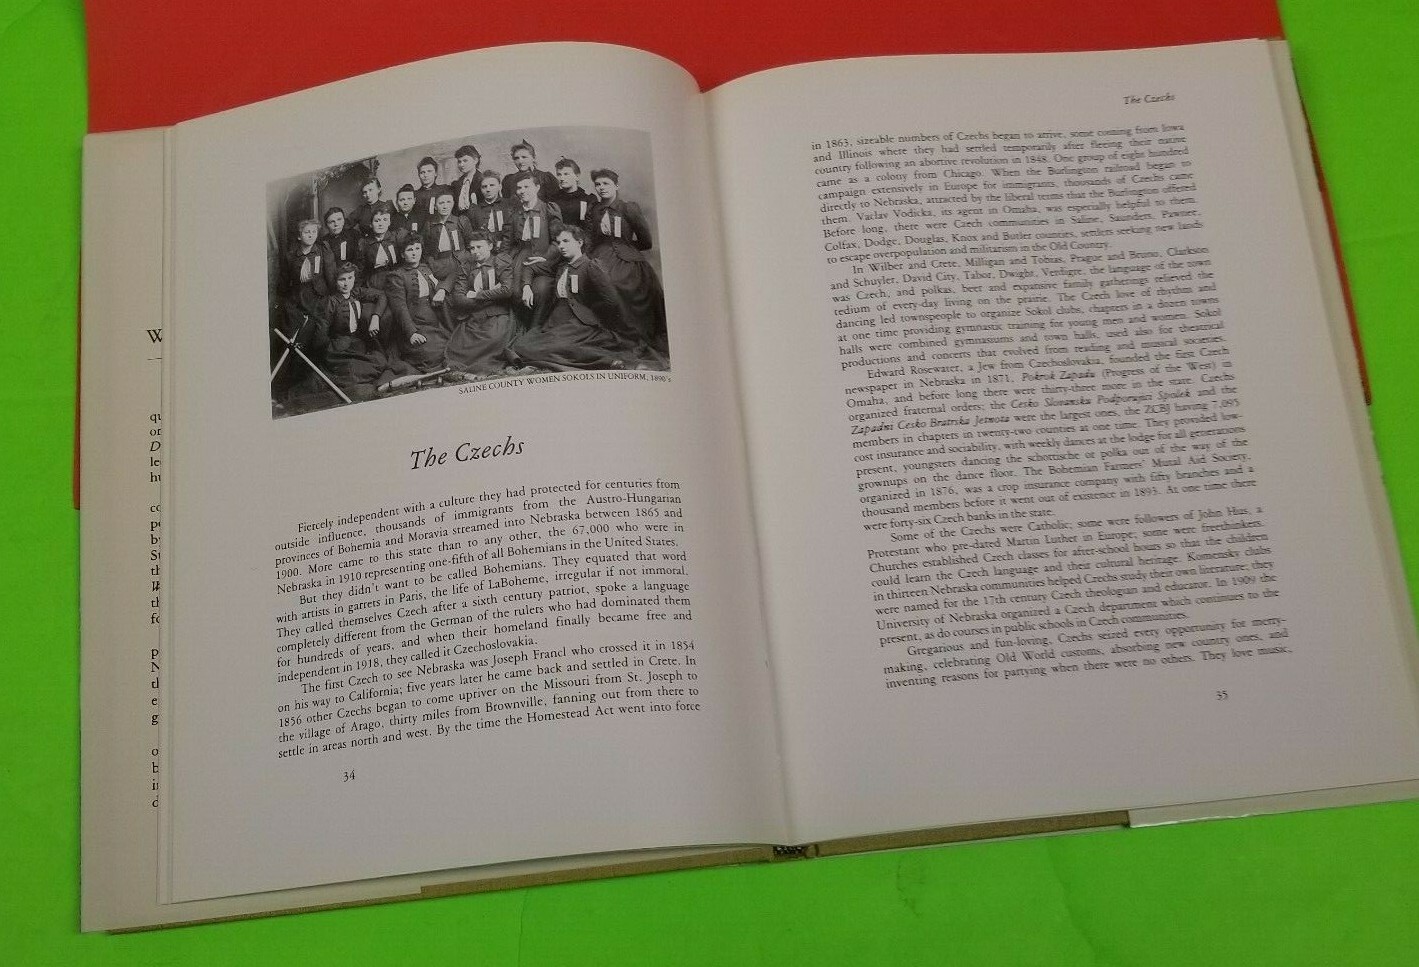 W
qu
or
D
le
hu
co
pe
by
Su
th
W
th
fo
p
N
th
e
g
o
b
in
d
SALINE COUNTY WOMEN SOKOLS IN UNIFORM, 1890's
The Czechs
Fiercely independent with a culture they had protected for centuries from
outside influence, thousands of immigrants from the Austro-Hungarian
provinces of Bohemia and Moravia streamed into Nebraska between 1865 and
1900. More came to this state than to any other, the 67,000 who were in
Nebraska in 1910 representing one-fifth of all Bohemians in the United States.
But they didn't want to be called Bohemians. They equated that word
with artists in garrets in Paris, the life of LaBoheme, irregular if not immoral.
They called themselves Czech after a sixth century patriot, spoke a language
completely different from the German of the rulers who had dominated them
for hundreds of years, and when their homeland finally became free and
independent in 1918, they called it Czechoslovakia.
The first Czech to see Nebraska was Joseph Francl who crossed it in 1854
on his way to California; five years later he came back and settled in Crete. In
1856 other Czechs began to come upriver on the Missouri from St. Joseph to
the village of Arago, thirty miles from Brownville, fanning out from there to
settle in areas north and west. By the time the Homestead Act went into force
34
The Czechs
in 1863, sizeable numbers of Czechs began to arrive, some coming from Iowa
and Illinois where they had settled temporarily after fleeing their native
country following an abortive revolution in 1848. One group of eight hundred
came as a colony from Chicago. When the Burlington railroad began to
campaign extensively in Europe for immigrants, thousands of Czechs came
directly to Nebraska, attracted by the liberal terms that the Burlington offered
them. Vaclav Vodicka, its agent in Omaha, was especially helpful to them.
Before long, there were Czech communities in Saline, Saunders, Pawnee,
Colfax, Dodge, Douglas, Knox and Butler counties, settlers seeking new lands
to escape overpopulation and militarism in the Old Country.
In Wilber and Crete, Milligan and Tobias, Prague and Bruno, Clarkson
and Schuyler, David City, Tabor, Dwight, Verdigre, the language of the town
was Czech, and polkas, beer and expansive family gatherings relieved the
tedium of every-day living on the prairie. The Czech love of rhythm and
dancing led townspeople to organize Sokol clubs, chapters in a dozen towns
at one time providing gymnastic training for young men and women. Sokol
halls were combined gymnasiums and town halls, used also for theatrical
productions and concerts that evolved from reading and musical societies.
Edward Rosewater, a Jew from Czechoslovakia, founded the first Czech
newspaper in Nebraska in 1871, Pokrok Zapadu (Progress of the West) in
Omaha, and before long there were thirty-three more in the state. Czechs
organized fraternal orders; the Cesko Slovanska Podporujici Spolek and the
Zapadni Cesko Bratrska Jetnota were the largest ones, the ZCBJ having 7,095
members in chapters in twenty-two counties at one time. They provided low-
cost insurance and sociability, with weekly dances at the lodge for all generations
present, youngsters dancing the schottische or polka out of the way of the
grownups on the dance floor. The Bohemian Farmers' Mutual Aid Society,
organized in 1876, was a crop insurance company with fifty branches and a
thousand members before it went out of existence in 1893. At one time there
were forty-six Czech banks in the state.
Some of the Czechs were Catholic; some were followers of John Hus, a
Protestant who pre-dated Martin Luther in Europe; some were freethinkers.
Churches established Czech classes for after-school hours so that the children
could learn the Czech language and their cultural heritage. Komensky clubs
in thirteen Nebraska communities helped Czechs study their own literature; they
were named for the 17th century Czech theologian and educator. In 1909 the
University of Nebraska organized a Czech department which continues to the
present, as do courses in public schools in Czech communities.
Gregarious and fun-loving, Czechs seized every opportunity for merry-
making, celebrating Old World customs, absorbing new country ones, and
inventing reasons for partying when there were no others. They love music,
35